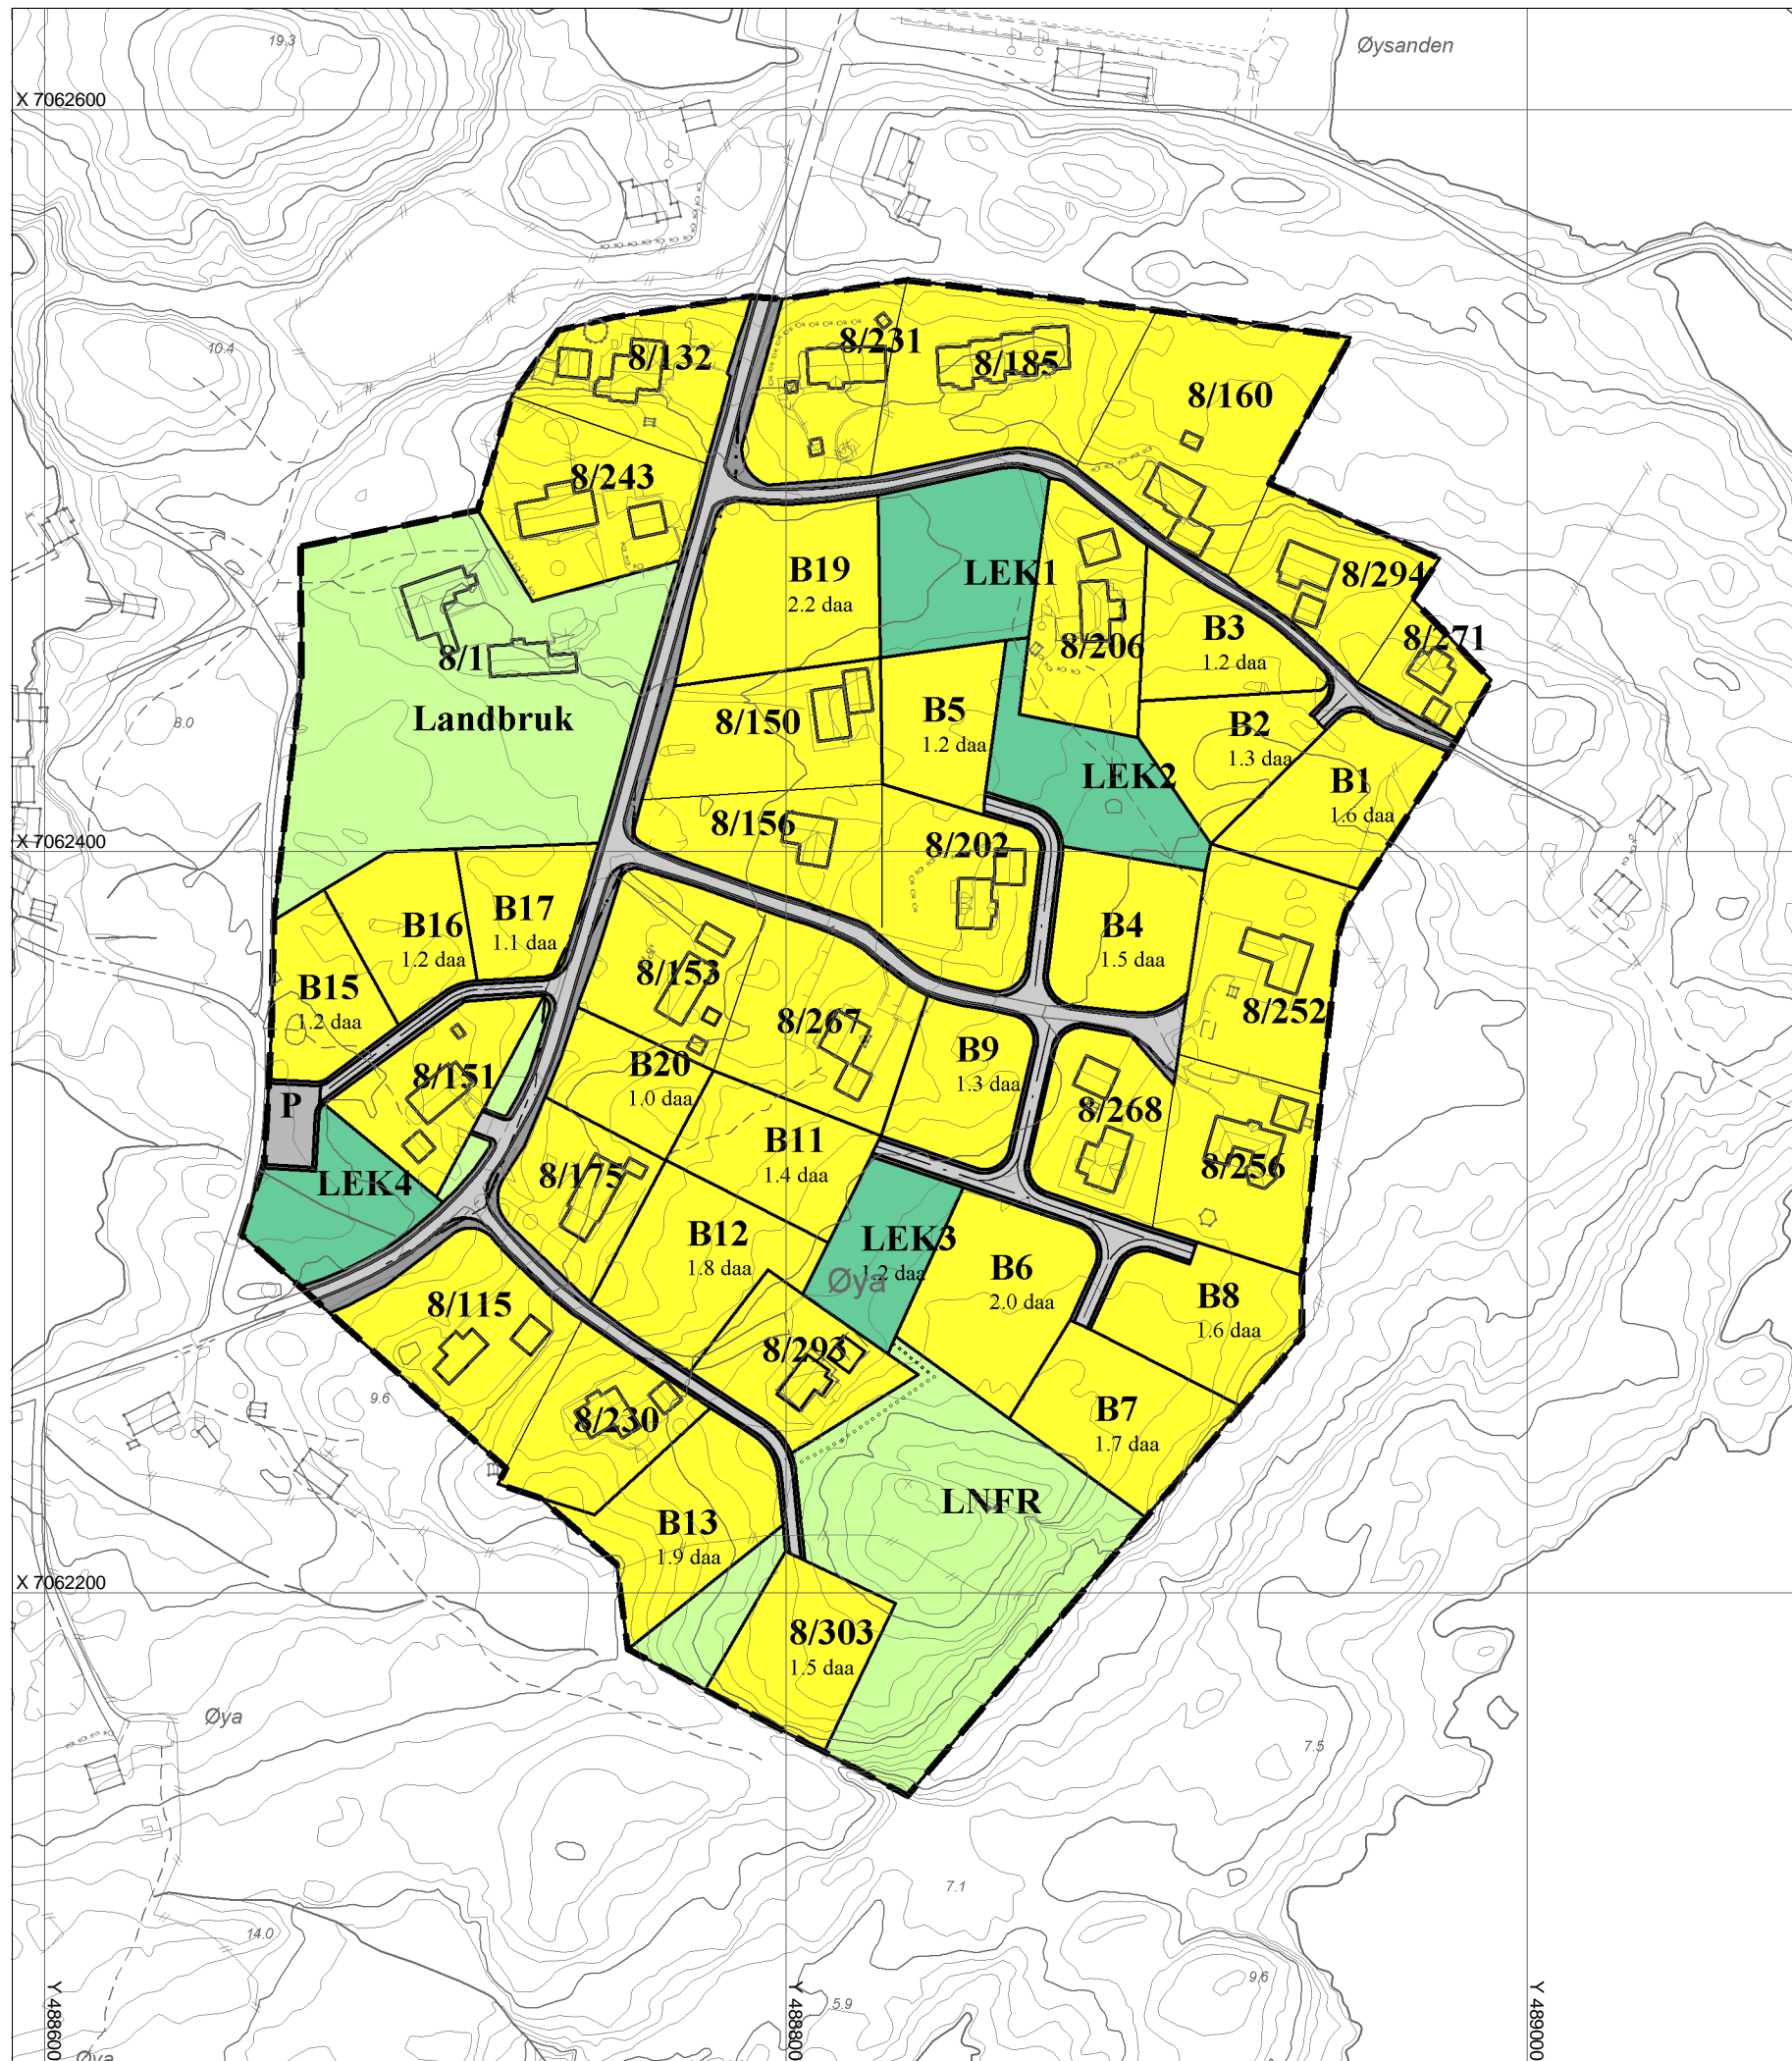 19.3
Øysanden
X 7062600
10.4
8/132
8/231
8/185
8/160
8/243
B19
2.2 daa
LEK1
8/294
8/1
8/206
B3
1.2 daa
8/271
8.0
Landbruk
8/150
B5
1.2 daa
B2
1.3 daa
LEK2
B1
1.6 daa
X 7062400
8/156
8/202
B17
1.1 daa
B16
1.2 daa
B4
1.5 daa
B15
1.2 daa
8/153
8/267
8/252
B9
1.3 daa
8/151
B20
1.0 daa
P
8/268
B11
1.4 daa
8/256
LEK4
8/175
B12
1.8 daa
LEK3
1.2 daa
Øya
B6
2.0 daa
B8
1.6 daa
8/115
8/293
9.6
8/230
B7
1.7 daa
LNFR
B13
1.9 daa
X 7062200
8/303
1.5 daa
Øya
7.5
7.1
14.0
9.6
5.9
Y 488600
Y 488800
Y 489000
Øya